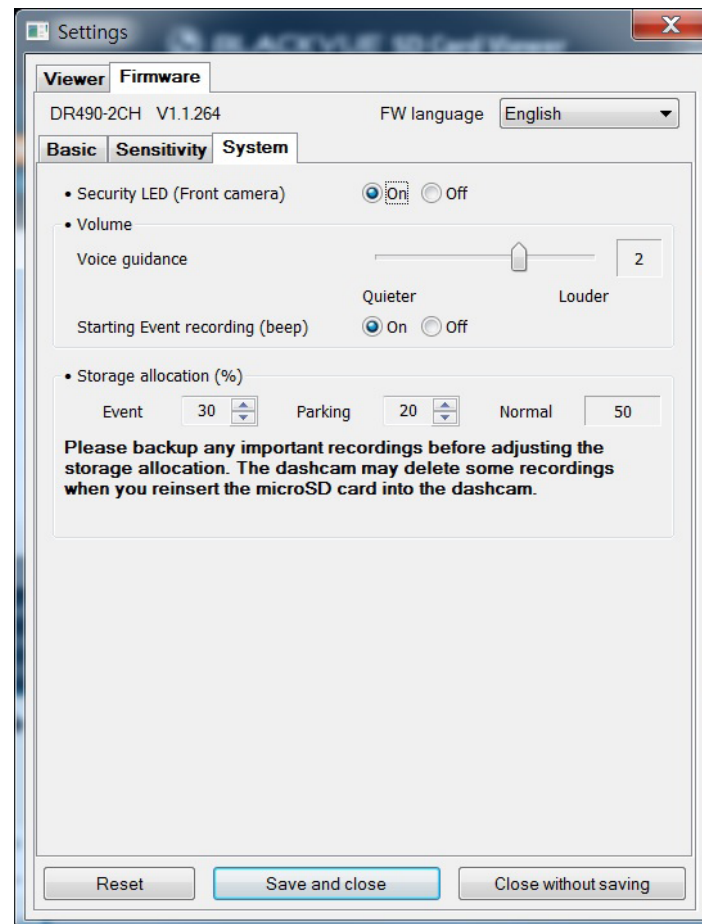 Settings
BLACKVUE SD Card Viewer
X
Viewer Firmware
DR490-2CH V1.1.264 FW language English
Basic Sensitivity System
• Security LED (Front camera) On Off
• Volume
Voice guidance 2
Quieter Louder
Starting Event recording (beep) On Off
• Storage allocation (%)
Event 30 Parking 20 Normal 50
Please backup any important recordings before adjusting the
storage allocation. The dashcam may delete some recordings
when you reinsert the microSD card into the dashcam.
Reset Save and close Close without saving